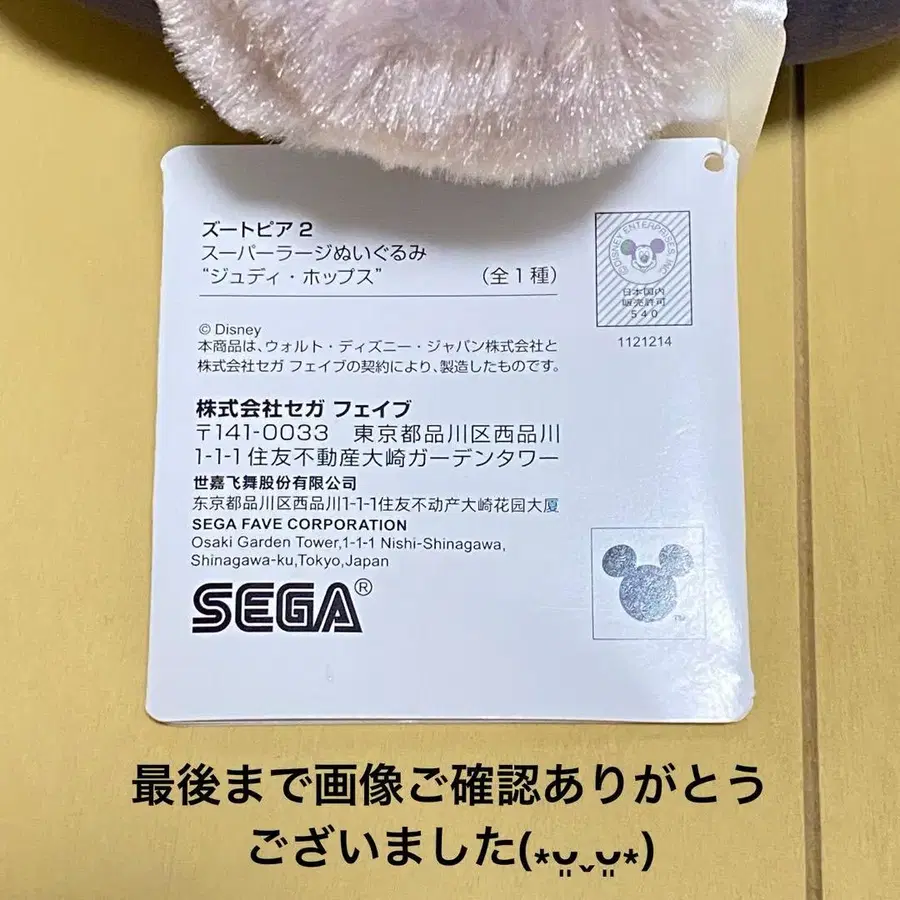 ズートピア2
スーパーラージぬいぐるみ
“ジュディ・ホップス” (全1種)
©DISNEY ENTERPRISES, INC.
日本国内
販売許可
540
1121214
© Disney
本商品は、ウォルト・ディズニー・ジャパン株式会社と
株式会社セガ フェイブの契約により、製造したものです。
株式会社セガ フェイブ
〒141-0033 東京都品川区西品川
1-1-1住友不動産大崎ガーデンタワー
世嘉飞舞股份有限公司
东京都品川区西品川1-1-1住友不动产大崎花园大厦
SEGA FAVE CORPORATION
Osaki Garden Tower,1-1-1 Nishi-Shinagawa,
Shinagawa-ku,Tokyo,Japan
SEGA®
TM
最後まで画像ご確認ありがとう
ございました(⁎ᴗ͈ˬᴗ͈⁎)